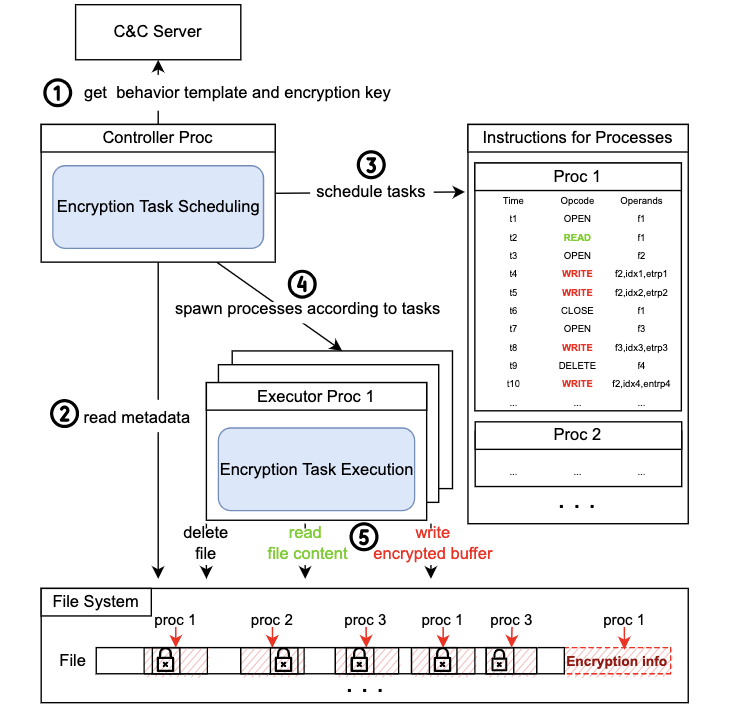 C&C Server
1 get behavior template and encryption key
Controller Proc
Encryption Task Scheduling
3
schedule tasks
Instructions for Processes
Proc 1
Time Opcode Operands
t1 OPEN f1
t2 READ f1
t3 OPEN f2
t4 WRITE f2,idx1,etrp1
t5 WRITE f2,idx2,etrp2
t6 CLOSE f1
t7 OPEN f3
t8 WRITE f3,idx3,etrp3
t9 DELETE f4
t10 WRITE f2,idx4,entrp4
... ... ...
Proc 2
... ... ...
. . .
4
spawn processes according to tasks
2 read metadata
Executor Proc 1
Encryption Task Execution
5
delete
file
read
file content
write
encrypted buffer
File System
proc 1 proc 2 proc 3 proc 1 proc 3 proc 1
File Encryption info
. . .